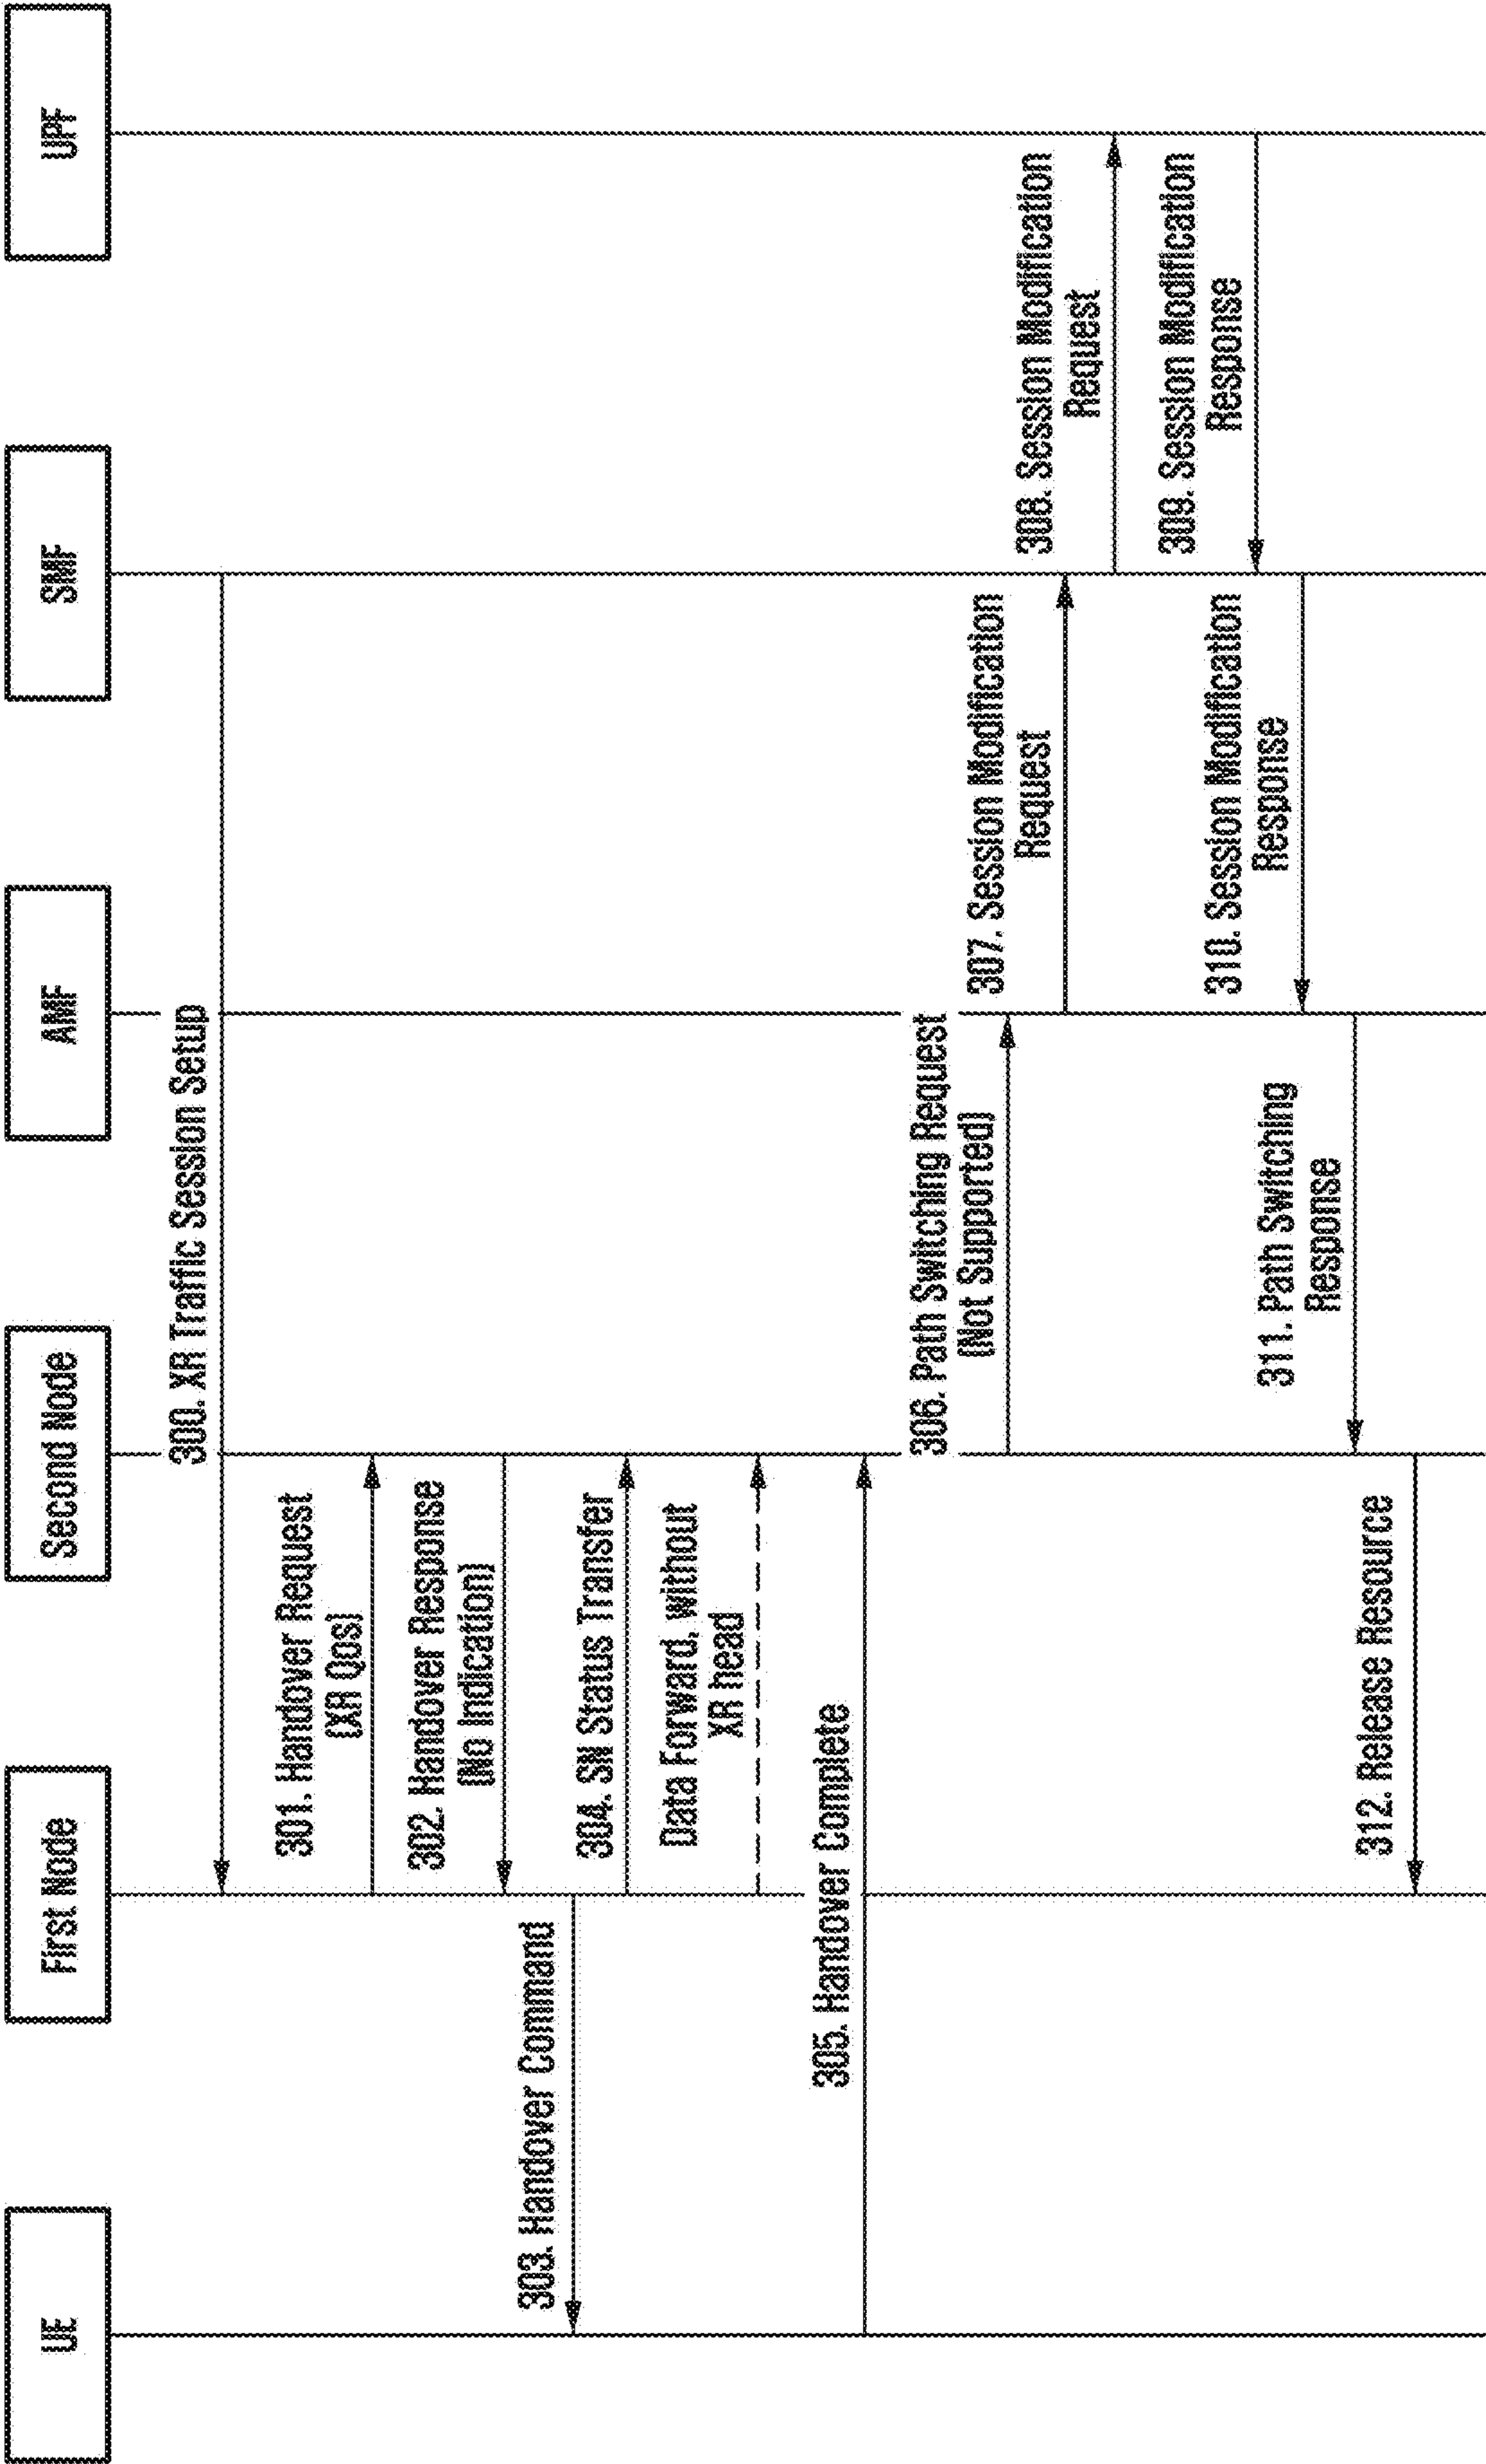 UE
First Node
Second Node
AMF
SMF
UPF
300. XR Traffic Session Setup
301. Handover Request
(XR Qos)
302. Handover Response
(No Indication)
303. Handover Command
304. SN Status Transfer
Data Forward, without
XR head
305. Handover Complete
306. Path Switching Request
(Not Supported)
307. Session Modification
Request
308. Session Modification
Request
309. Session Modification
Response
310. Session Modification
Response
311. Path Switching
Response
312. Release Resource